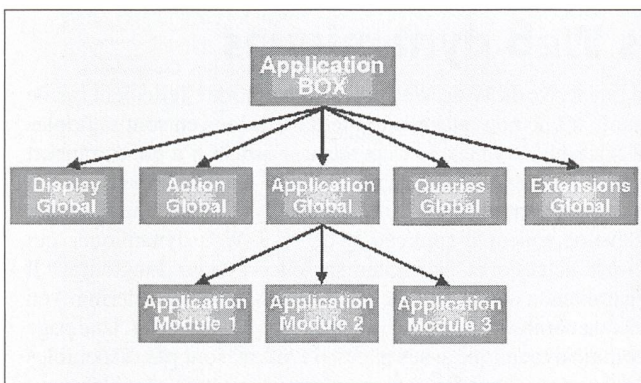 Application
BOX
Display
Global
Action
Global
Application
Global
Queries
Global
Extensions
Global
Application
Module 1
Application
Module 2
Application
Module 3